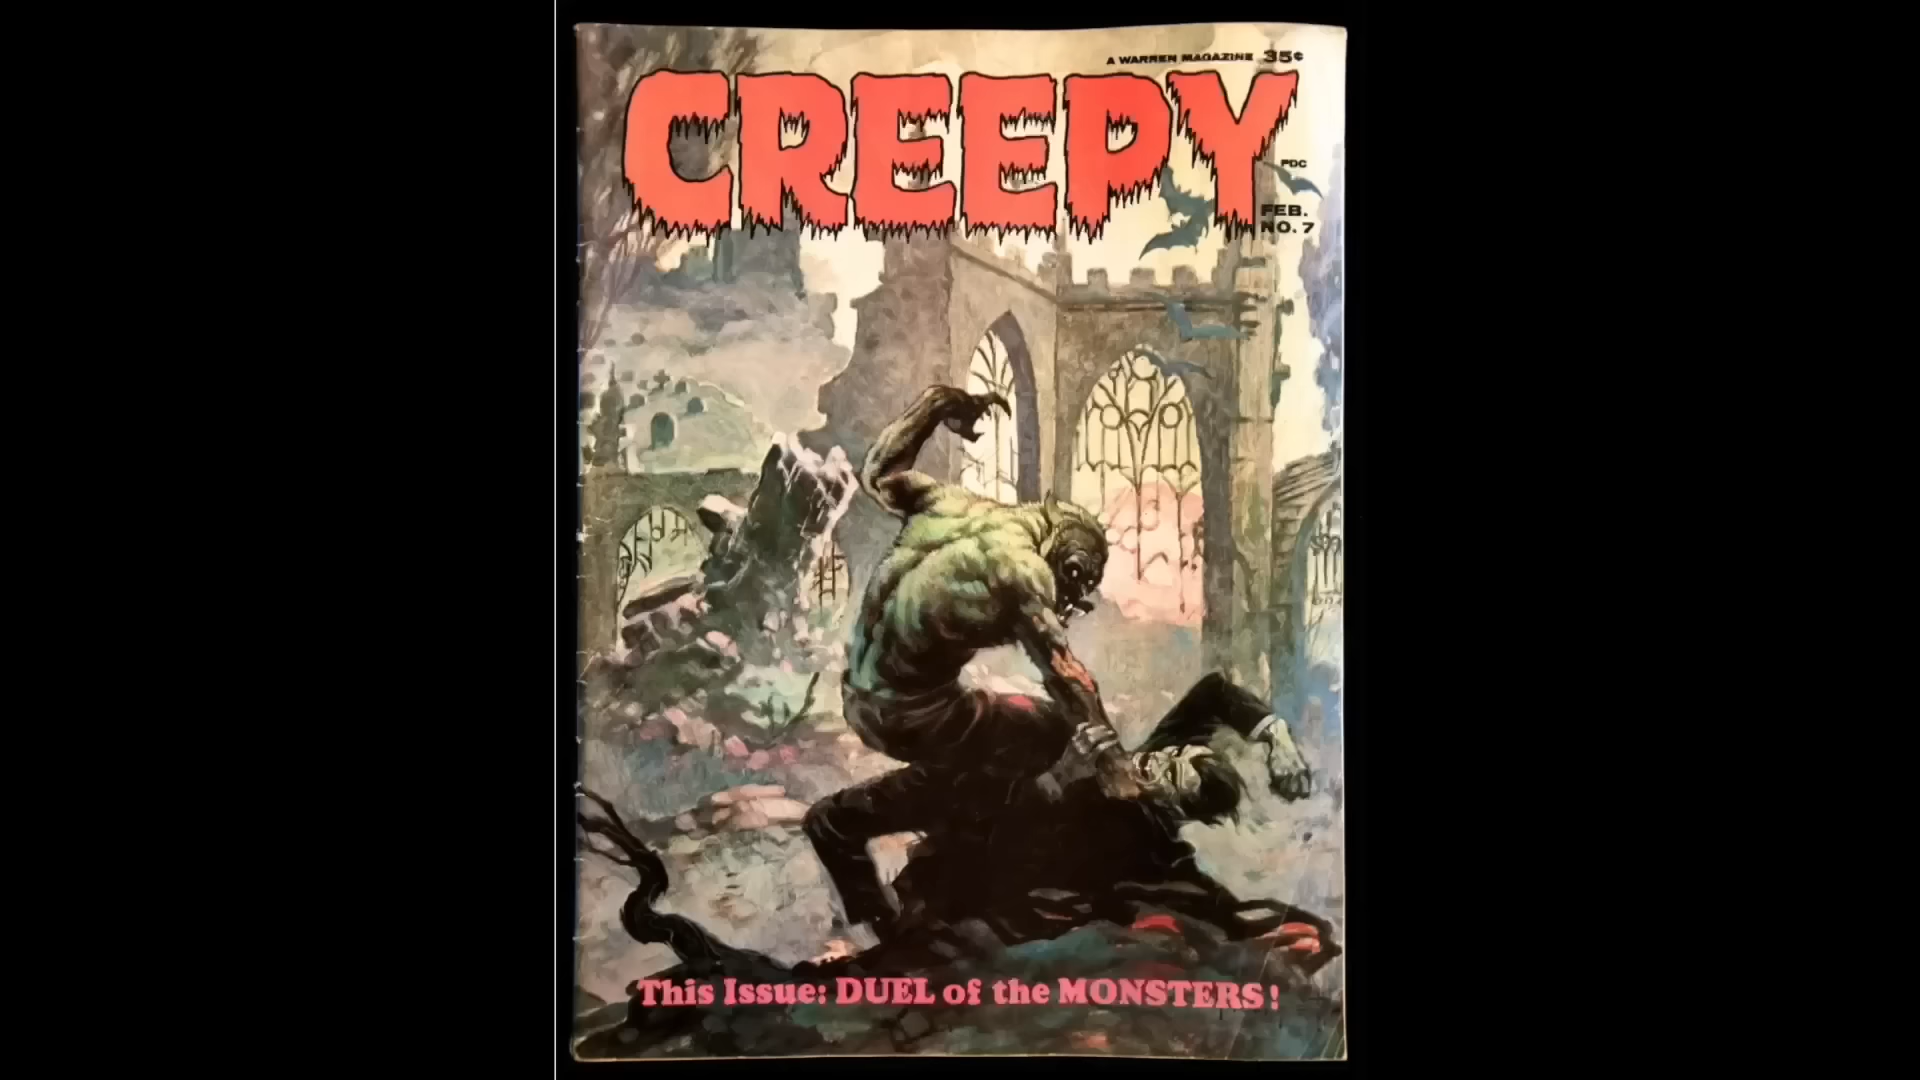 A WARREN MAGAZINE 35¢
CREEPY
PDC
FEB.
NO. 7
This Issue: DUEL of the MONSTERS!